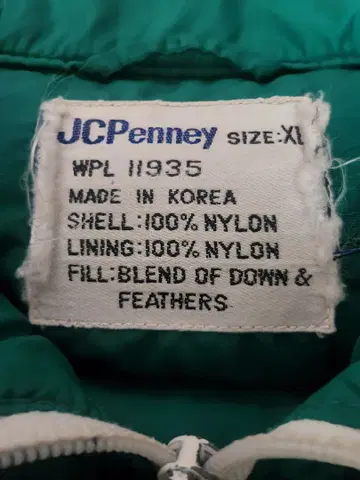 JCPenney SIZE:XL
WPL 11935
MADE IN KOREA
SHELL:100% NYLON
LINING:100% NYLON
FILL:BLEND OF DOWN &
FEATHERS